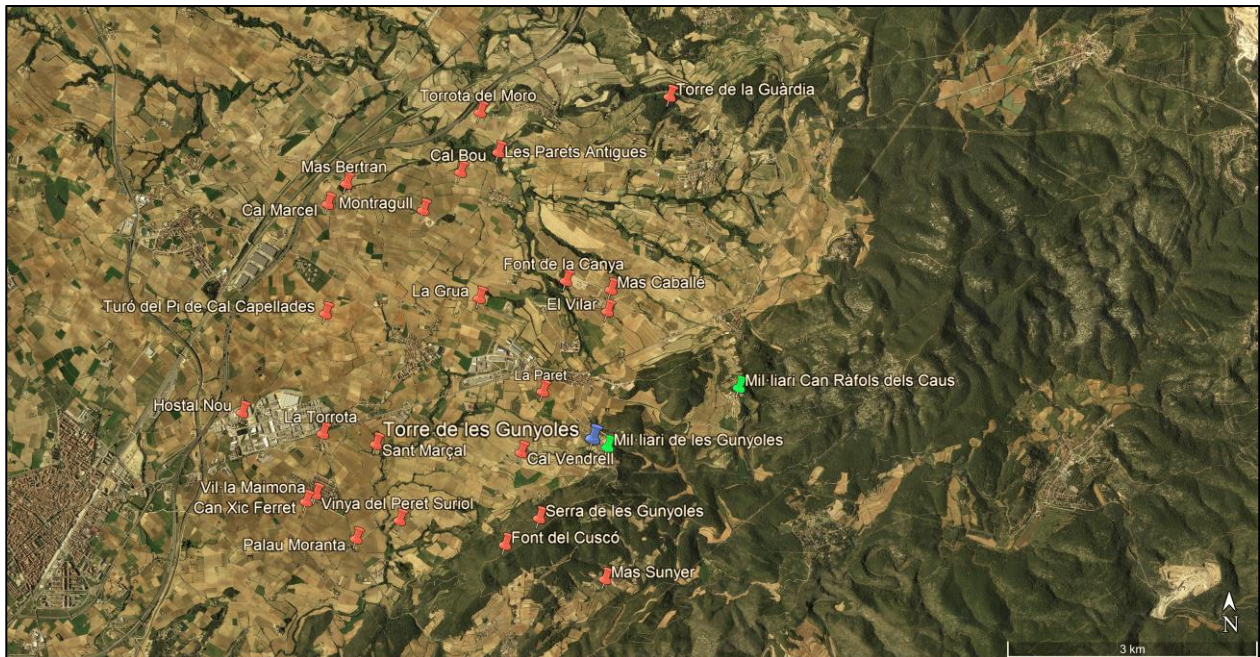 Torre de la Guàrdia
Torrota del Moro
Les Parets Antigues
Cal Bou
Mas Bertran
Cal Marcel
Montragull
Font de la Canya
Mas Caballé
La Grua
El Vilar
Turó del Pi de Cal Capellades
La Paret
Mil·liari Can Ràfols dels Caus
Hostal Nou
La Torrota
Torre de les Gunyoles
Mil·liari de les Gunyoles
Sant Marçal
Cal Vendrell
Vil·la Maimona
Can Xic Ferret
Vinya del Peret Suriol
Serra de les Gunyoles
Palau Moranta
Font del Cuscó
Mas Sunyer
N
3 km